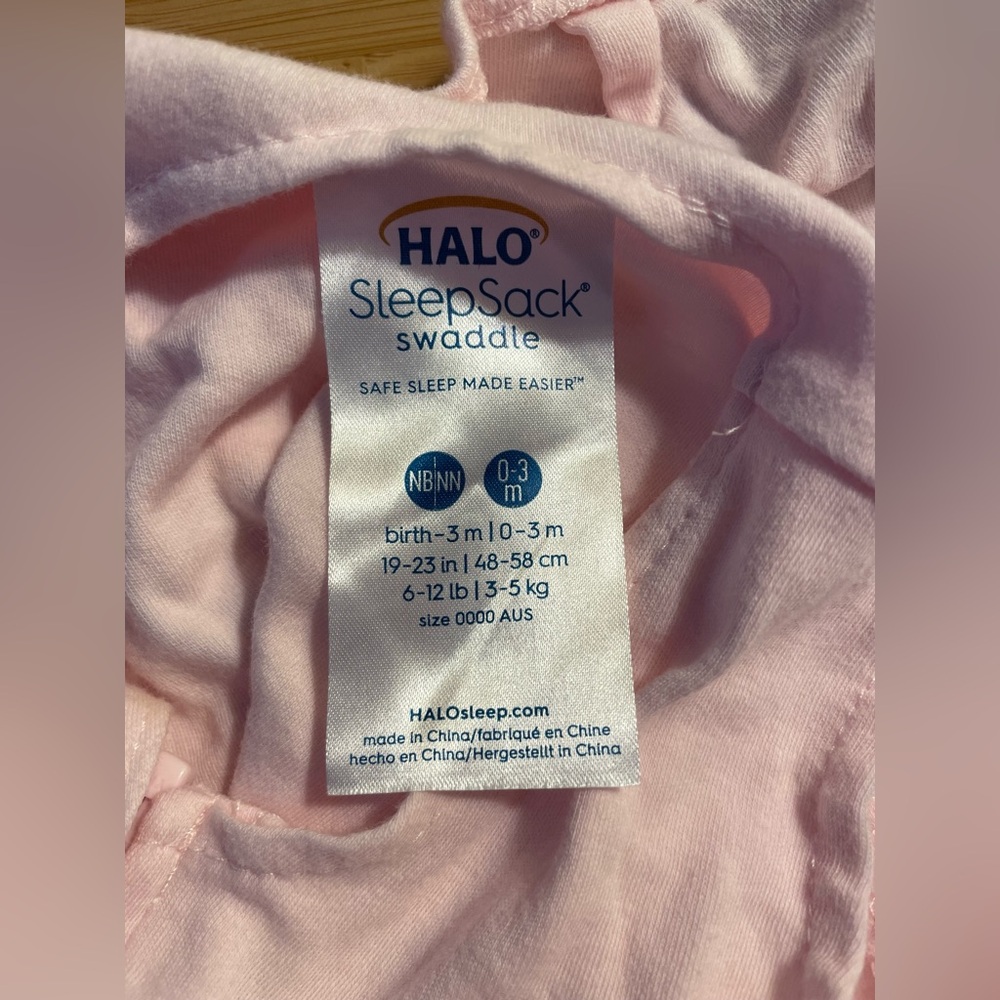 HALO®
SleepSack®
swaddle
SAFE SLEEP MADE EASIER™
NB|NN 0-3 m
birth-3 m | 0-3 m
19-23 in | 48-58 cm
6-12 lb | 3-5 kg
size 0000 AUS
HALOsleep.com
made in China/fabriqué en Chine
hecho en China/Hergestellt in China